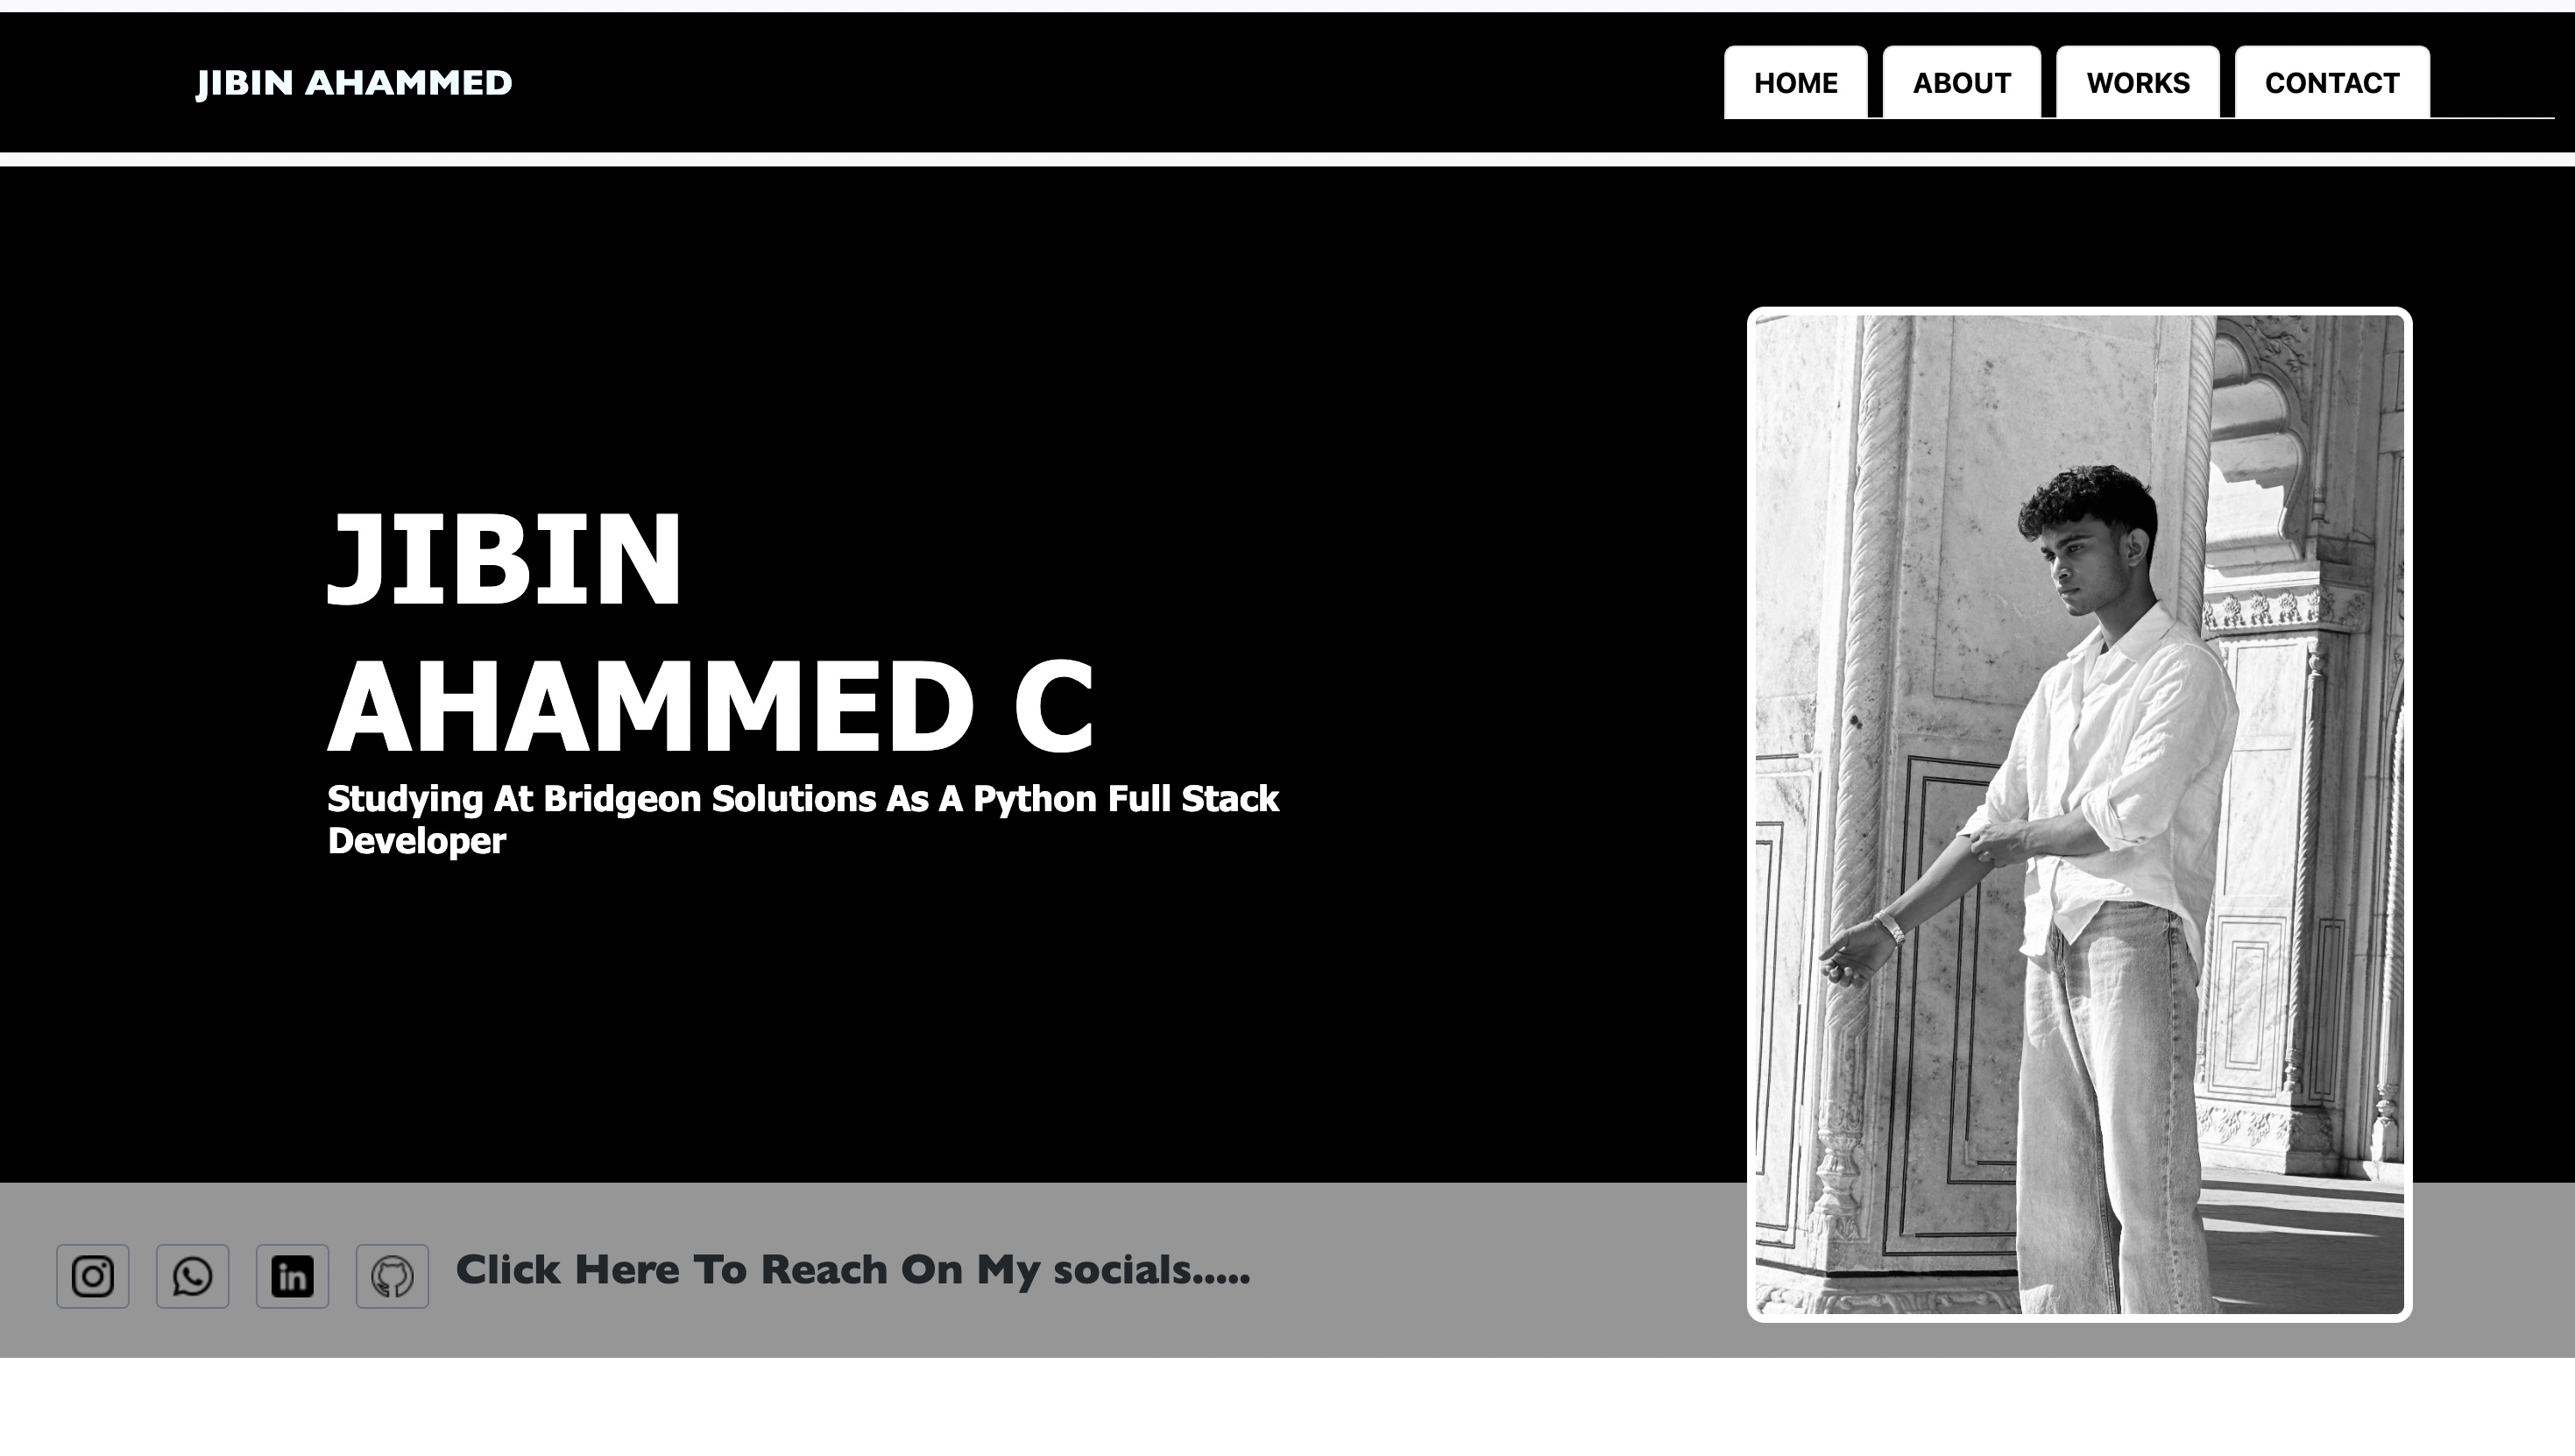 JIBIN AHAMMED
HOME
ABOUT
WORKS
CONTACT
JIBIN
AHAMMED C
Studying At Bridgeon Solutions As A Python Full Stack
Developer
in
Click Here To Reach On My socials.....